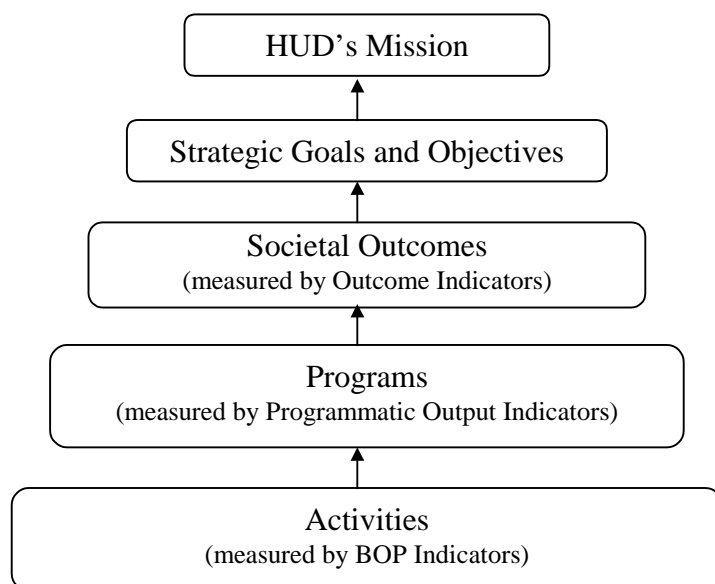 HUD’s Mission
Strategic Goals and Objectives
Societal Outcomes
(measured by Outcome Indicators)
Programs
(measured by Programmatic Output Indicators)
Activities
(measured by BOP Indicators)